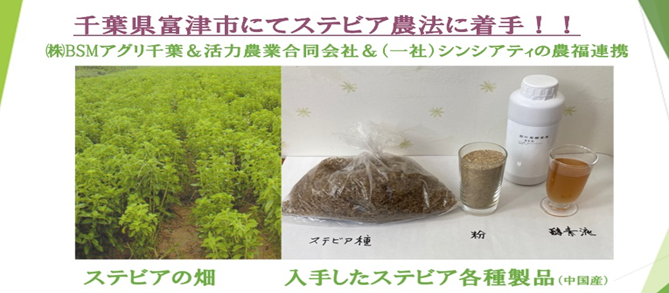 千葉県富津市にてステビア農法に着手！！
㈱BSMアグリ千葉＆活力農業合同会社＆（一社）シンシアティの農福連携
ステビア種
粉
酵素液
ステビアの畑
入手したステビア各種製品（中国産）